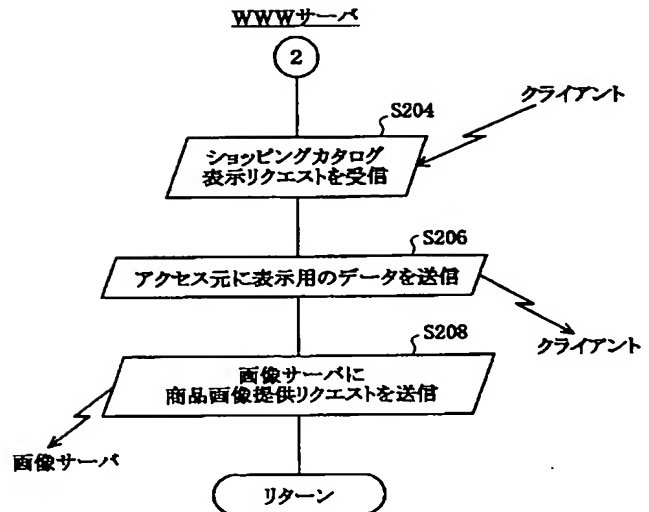 WWWサーバ
2
クライアント
S204
ショッピングカタログ
表示リクエストを受信
S206
アクセス元に表示用のデータを送信
クライアント
S208
画像サーバに
商品画像提供リクエストを送信
画像サーバ
リターン